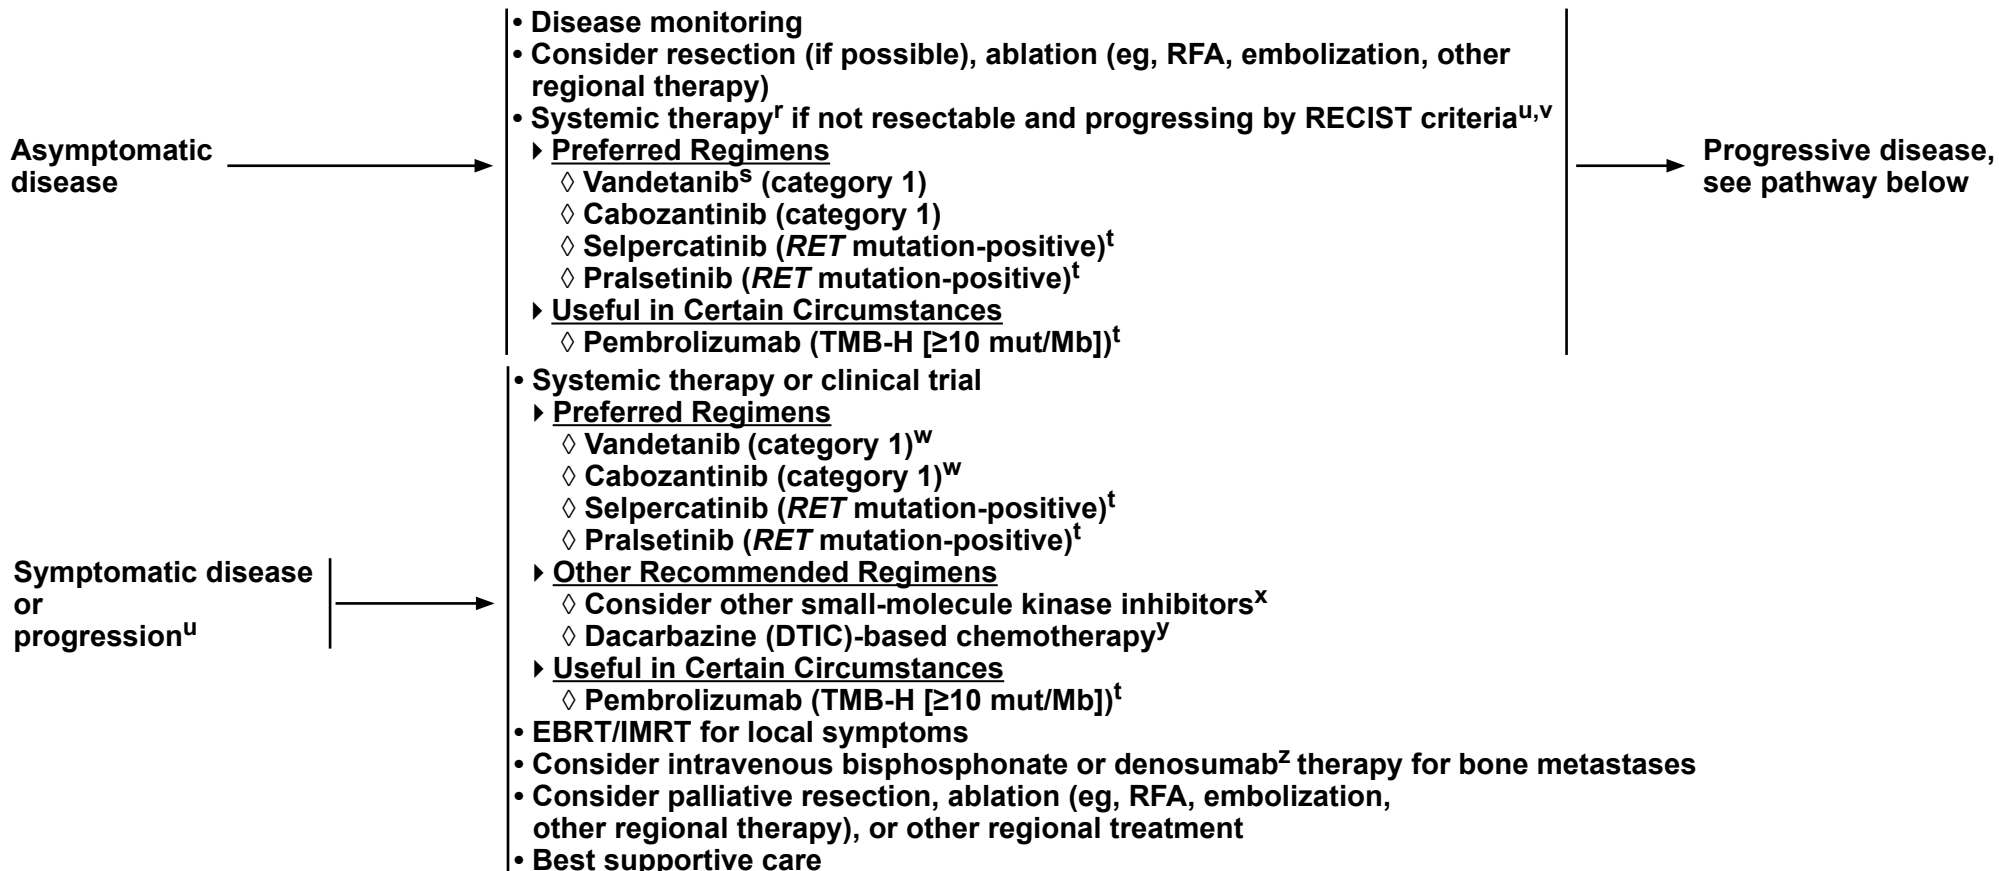 Asymptomatic
disease
• Disease monitoring
• Consider resection (if possible), ablation (eg, RFA, embolization, other
regional therapy)
• Systemic therapyʳ if not resectable and progressing by RECIST criteriaᵘ,ᵛ
▸ Preferred Regimens
◊ Vandetanibˢ (category 1)
◊ Cabozantinib (category 1)
◊ Selpercatinib (RET mutation-positive)ᵗ
◊ Pralsetinib (RET mutation-positive)ᵗ
▸ Useful in Certain Circumstances
◊ Pembrolizumab (TMB-H [≥10 mut/Mb])ᵗ
Progressive disease,
see pathway below
Symptomatic disease
or
progressionᵘ
• Systemic therapy or clinical trial
▸ Preferred Regimens
◊ Vandetanib (category 1)ʷ
◊ Cabozantinib (category 1)ʷ
◊ Selpercatinib (RET mutation-positive)ᵗ
◊ Pralsetinib (RET mutation-positive)ᵗ
▸ Other Recommended Regimens
◊ Consider other small-molecule kinase inhibitorsˣ
◊ Dacarbazine (DTIC)-based chemotherapyʸ
▸ Useful in Certain Circumstances
◊ Pembrolizumab (TMB-H [≥10 mut/Mb])ᵗ
• EBRT/IMRT for local symptoms
• Consider intravenous bisphosphonate or denosumabᶻ therapy for bone metastases
• Consider palliative resection, ablation (eg, RFA, embolization,
other regional therapy), or other regional treatment
• Best supportive care